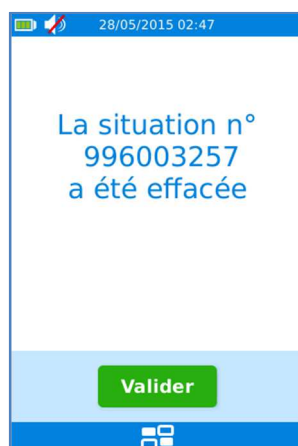 28/05/2015 02:47
La situation n°
996003257
a été effacée
Valider